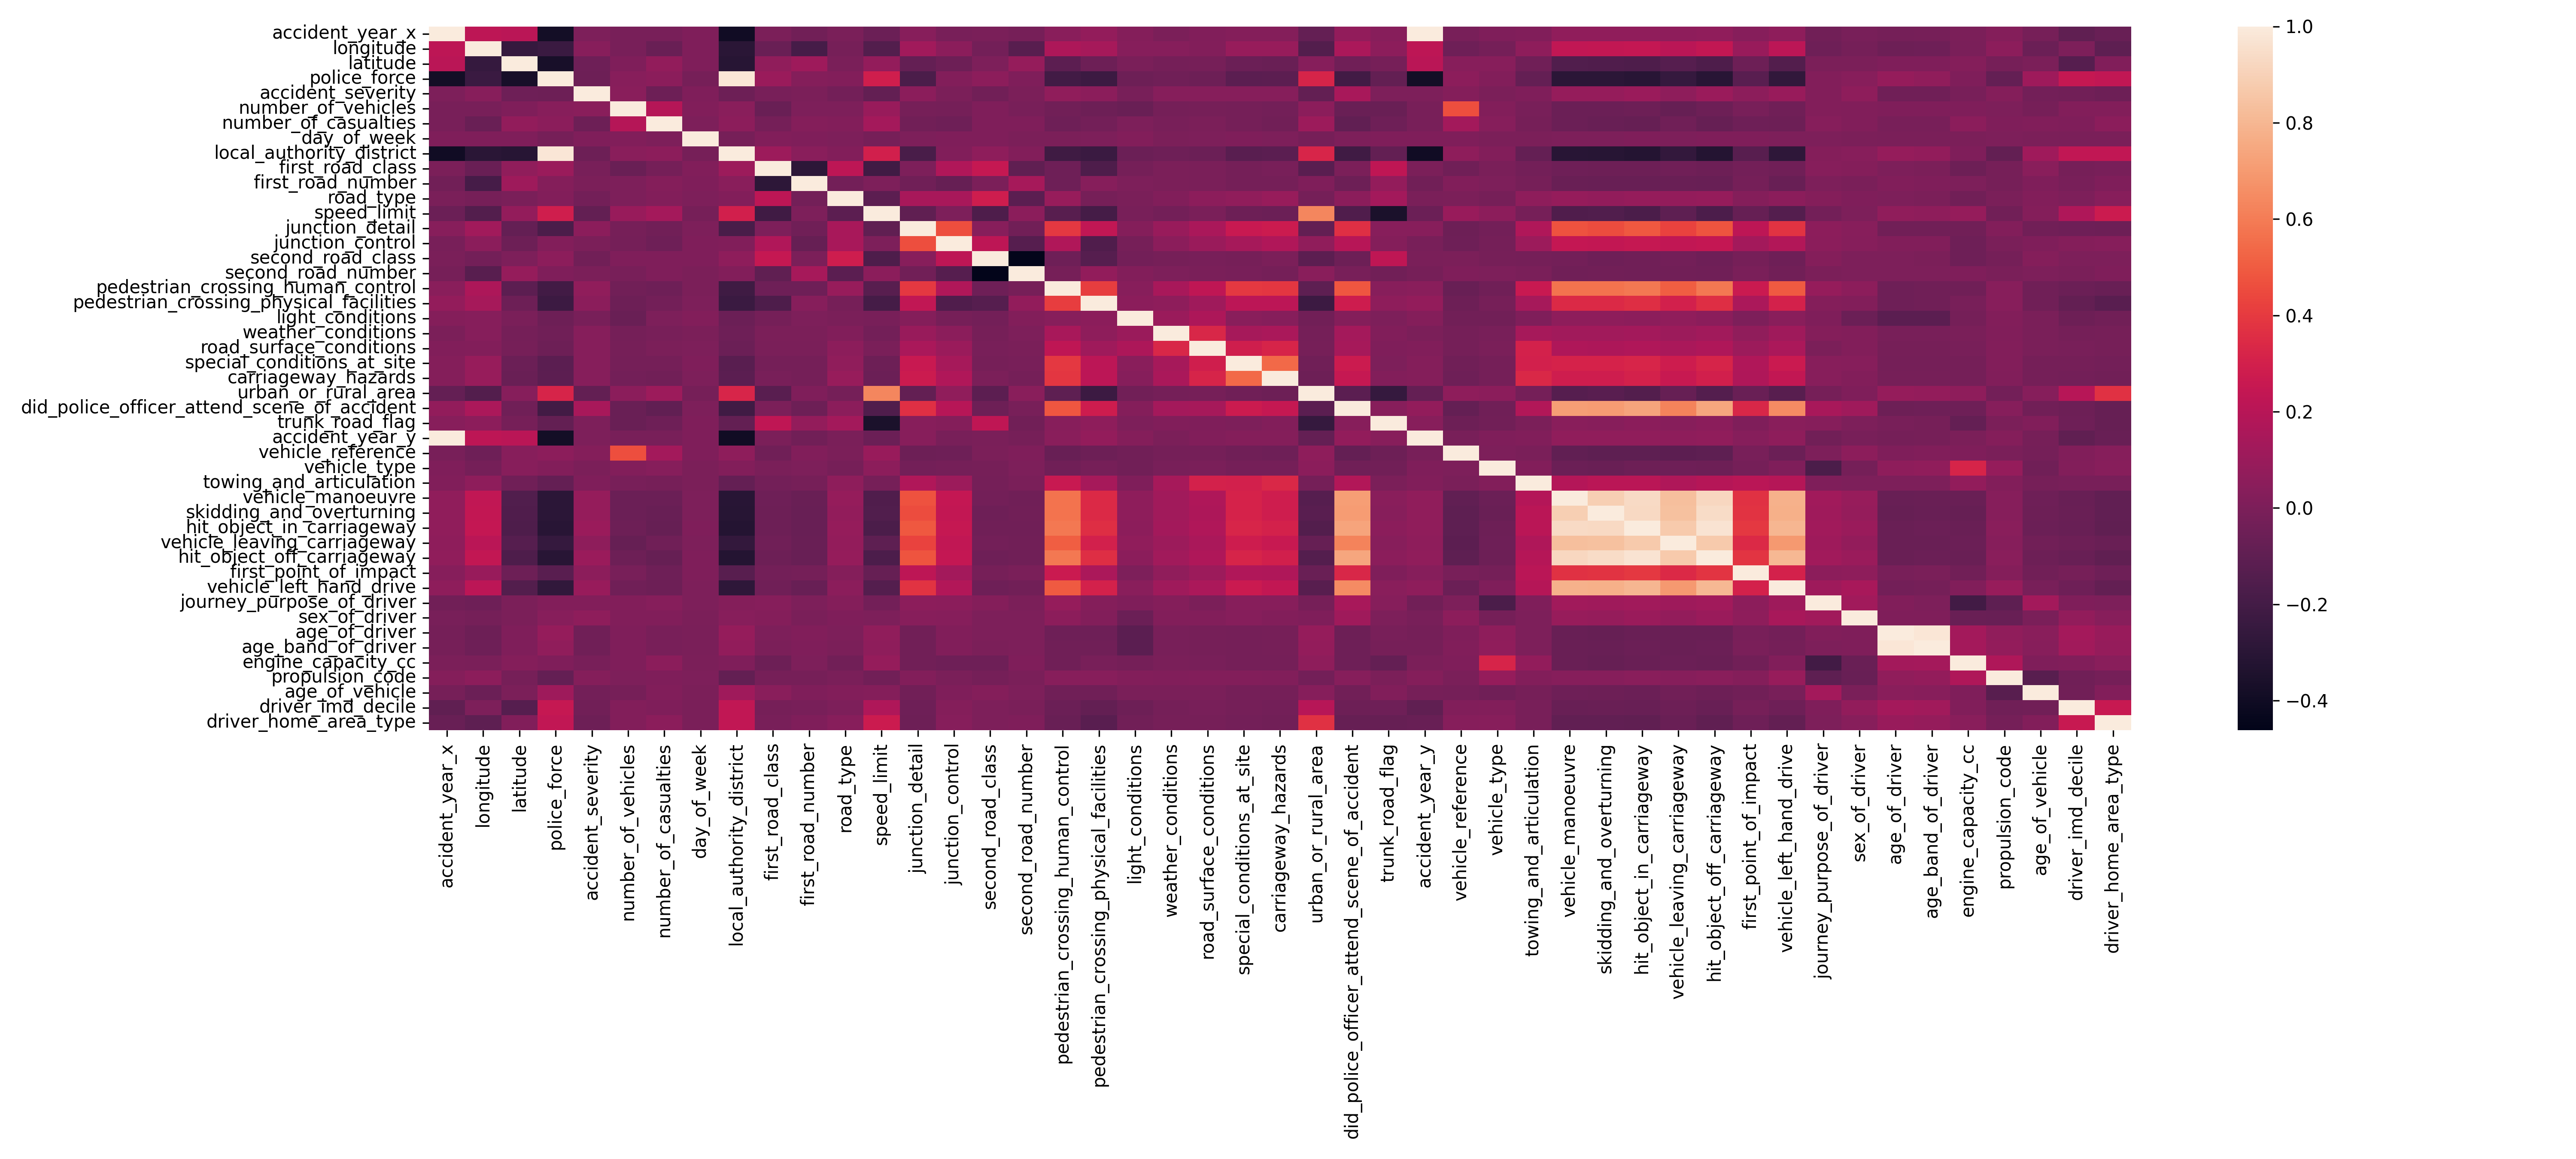 accident_year_x
longitude
latitude
police_force
accident_severity
number_of_vehicles
number_of_casualties
day_of_week
local_authority_district
first_road_class
first_road_number
road_type
speed_limit
junction_detail
junction_control
second_road_class
second_road_number
pedestrian_crossing_human_control
pedestrian_crossing_physical_facilities
light_conditions
weather_conditions
road_surface_conditions
special_conditions_at_site
carriageway_hazards
urban_or_rural_area
did_police_officer_attend_scene_of_accident
trunk_road_flag
accident_year_y
vehicle_reference
vehicle_type
towing_and_articulation
vehicle_manoeuvre
skidding_and_overturning
hit_object_in_carriageway
vehicle_leaving_carriageway
hit_object_off_carriageway
first_point_of_impact
vehicle_left_hand_drive
journey_purpose_of_driver
sex_of_driver
age_of_driver
age_band_of_driver
engine_capacity_cc
propulsion_code
age_of_vehicle
driver_imd_decile
driver_home_area_type
accident_year_x
longitude
latitude
police_force
accident_severity
number_of_vehicles
number_of_casualties
day_of_week
local_authority_district
first_road_class
first_road_number
road_type
speed_limit
junction_detail
junction_control
second_road_class
second_road_number
pedestrian_crossing_human_control
pedestrian_crossing_physical_facilities
light_conditions
weather_conditions
road_surface_conditions
special_conditions_at_site
carriageway_hazards
urban_or_rural_area
did_police_officer_attend_scene_of_accident
trunk_road_flag
accident_year_y
vehicle_reference
vehicle_type
towing_and_articulation
vehicle_manoeuvre
skidding_and_overturning
hit_object_in_carriageway
vehicle_leaving_carriageway
hit_object_off_carriageway
first_point_of_impact
vehicle_left_hand_drive
journey_purpose_of_driver
sex_of_driver
age_of_driver
age_band_of_driver
engine_capacity_cc
propulsion_code
age_of_vehicle
driver_imd_decile
driver_home_area_type
1.0
0.8
0.6
0.4
0.2
0.0
−0.2
−0.4